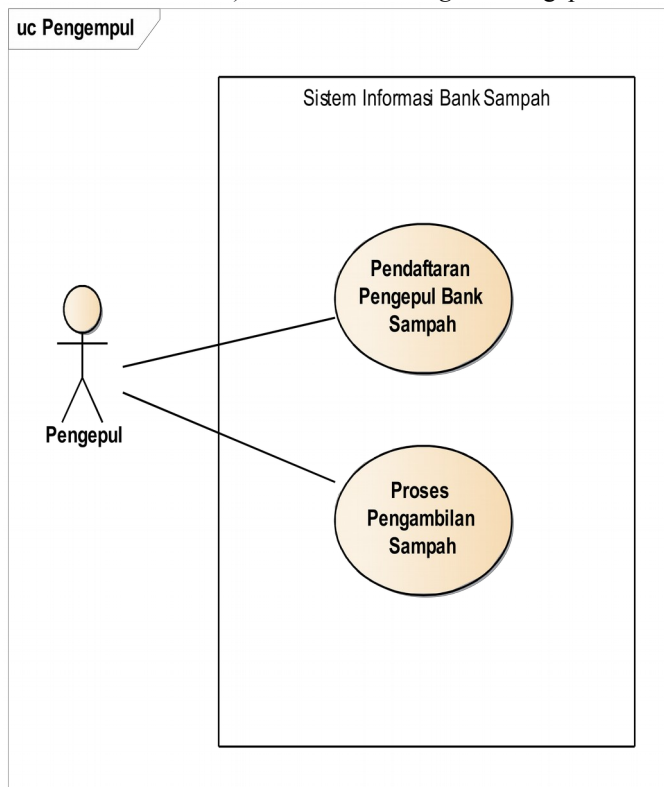 uc Pengempul
Sistem Informasi Bank Sampah
Pendaftaran
Pengepul Bank
Sampah
Pengepul
Proses
Pengambilan
Sampah